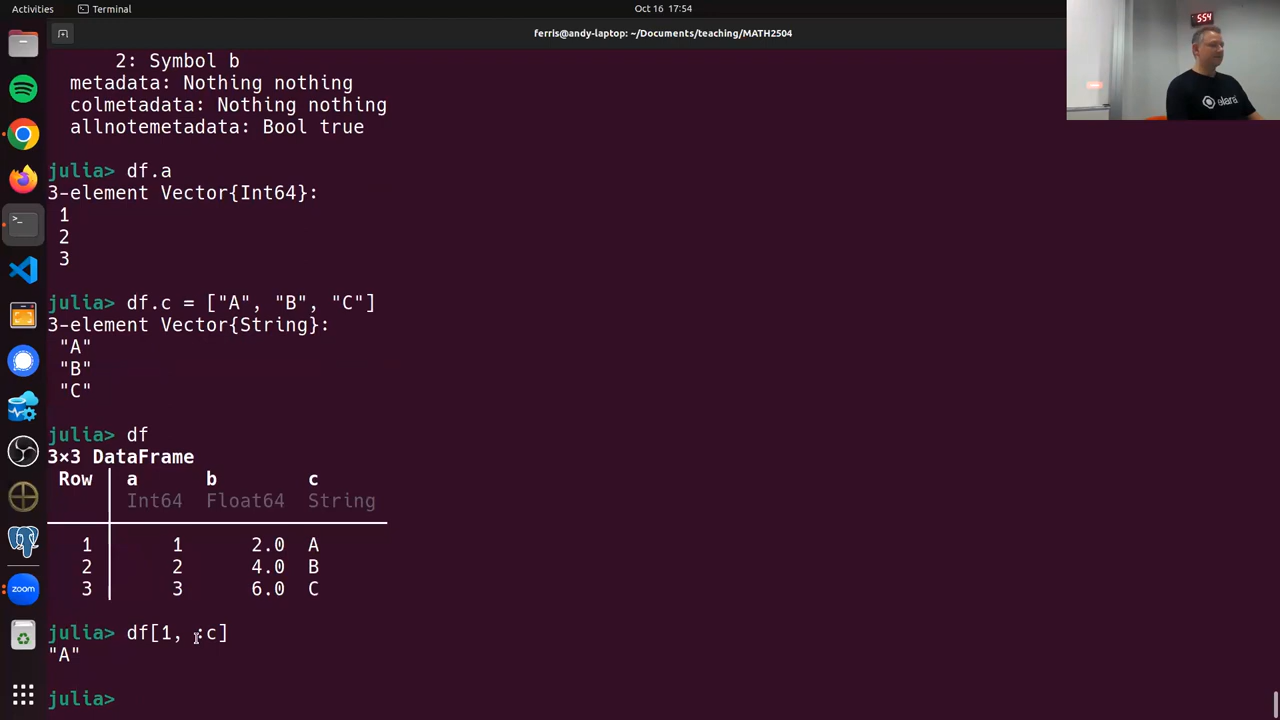 Activities
Terminal
Oct 16 17:54
ferris@andy-laptop: ~/Documents/teaching/MATH2504
554
elara
2: Symbol b
metadata: Nothing nothing
colmetadata: Nothing nothing
allnotemetadata: Bool true
julia> df.a
3-element Vector{Int64}:
1
2
3
julia> df.c = ["A", "B", "C"]
3-element Vector{String}:
"A"
"B"
"C"
julia> df
3×3 DataFrame
Row a b c
Int64 Float64 String
1 1 2.0 A
2 2 4.0 B
3 3 6.0 C
julia> df[1, :c]
"A"
julia>
zoom